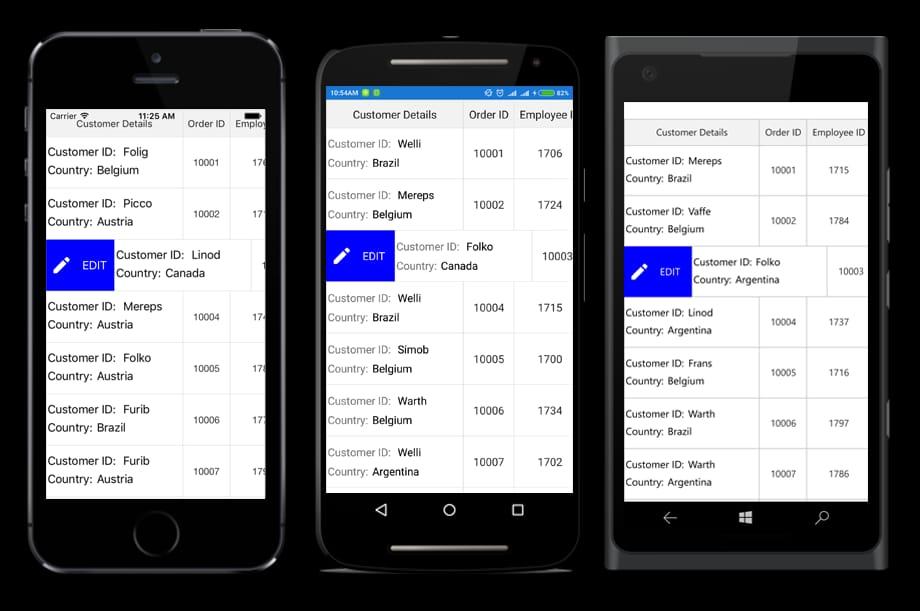 Carrier 11:25 AM
Customer Details Order ID Employ
Customer ID: Folig
Country: Belgium
10001 176
Customer ID: Picco
Country: Austria
10002 171
EDIT
Customer ID: Linod
Country: Canada
1
Customer ID: Mereps
Country: Austria
10004 174
Customer ID: Folko
Country: Austria
10005 178
Customer ID: Furib
Country: Brazil
10006 177
Customer ID: Furib
Country: Austria
10007 179
10:54AM 82%
Customer Details Order ID Employee I
Customer ID: Welli
Country: Brazil
10001 1706
Customer ID: Mereps
Country: Belgium
10002 1724
EDIT
Customer ID: Folko
Country: Canada
10003
Customer ID: Welli
Country: Brazil
10004 1715
Customer ID: Simob
Country: Belgium
10005 1700
Customer ID: Warth
Country: Belgium
10006 1734
Customer ID: Welli
Country: Argentina
10007 1702
Customer Details Order ID Employee ID
Customer ID: Mereps
Country: Brazil
10001 1715
Customer ID: Vaffe
Country: Belgium
10002 1784
EDIT
Customer ID: Folko
Country: Argentina
10003
Customer ID: Linod
Country: Argentina
10004 1737
Customer ID: Frans
Country: Belgium
10005 1716
Customer ID: Warth
Country: Brazil
10006 1797
Customer ID: Warth
Country: Argentina
10007 1786